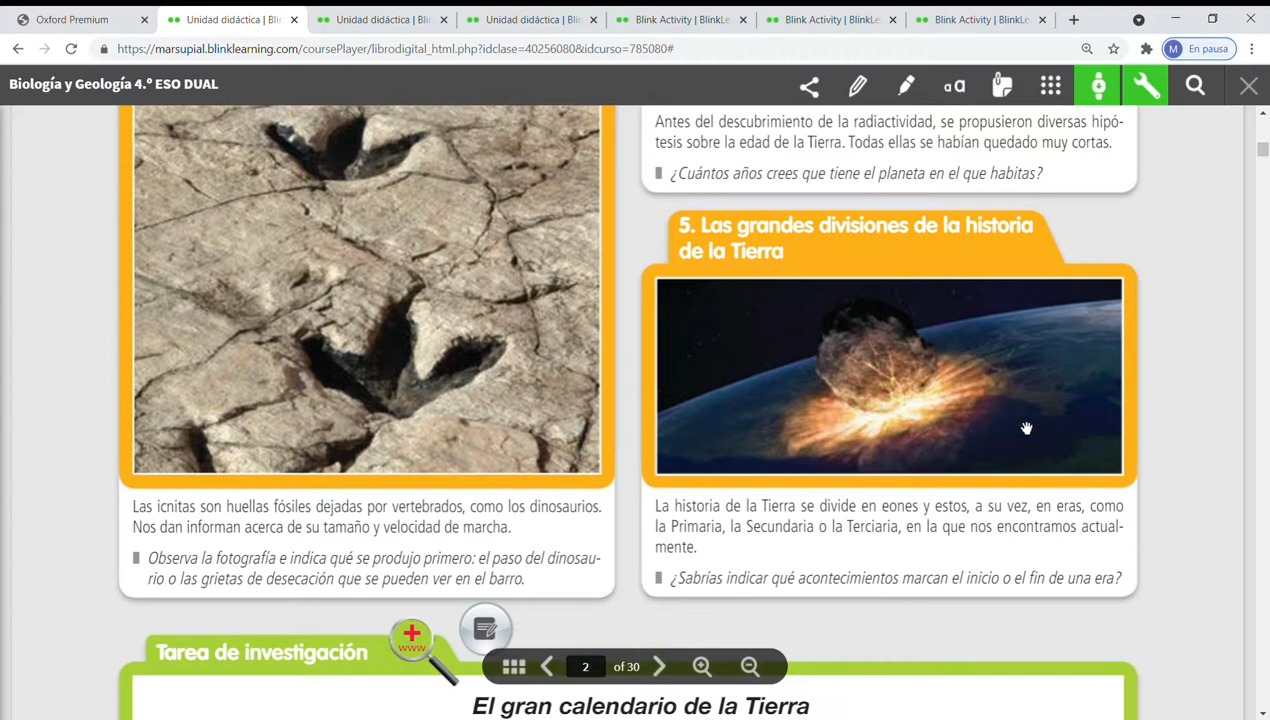 Oxford Premium
Unidad didáctica | Bli
Unidad didáctica | Bli
Unidad didáctica | Blin
Blink Activity | BlinkLe
Blink Activity | BlinkLe
Blink Activity | BlinkLe
https://marsupial.blinklearning.com/coursePlayer/librodigital_html.php?idclase=40256080&idcurso=785080#
M
En pausa
Biología y Geología 4.º ESO DUAL
aa
Antes del descubrimiento de la radiactividad, se propusieron diversas hipó-
tesis sobre la edad de la Tierra. Todas ellas se habían quedado muy cortas.
¿Cuántos años crees que tiene el planeta en el que habitas?
5. Las grandes divisiones de la historia
de la Tierra
Las icnitas son huellas fósiles dejadas por vertebrados, como los dinosaurios.
Nos dan informan acerca de su tamaño y velocidad de marcha.
Observa la fotografía e indica qué se produjo primero: el paso del dinosau-
rio o las grietas de desecación que se pueden ver en el barro.
La historia de la Tierra se divide en eones y estos, a su vez, en eras, como
la Primaria, la Secundaria o la Terciaria, en la que nos encontramos actual-
mente.
¿Sabrías indicar qué acontecimientos marcan el inicio o el fin de una era?
Tarea de investigación
www
2 of 30
El gran calendario de la Tierra